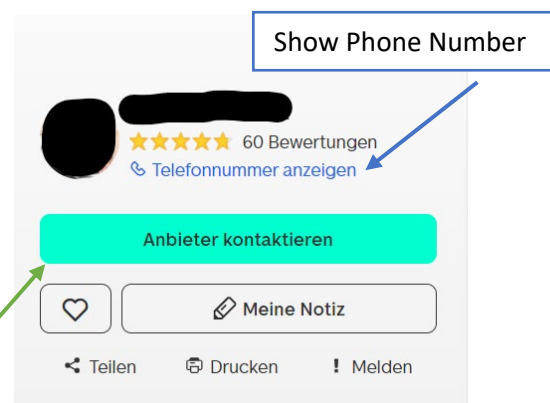 Show Phone Number
60 Bewertungen
Telefonnummer anzeigen
Anbieter kontaktieren
Meine Notiz
Teilen Drucken ! Melden